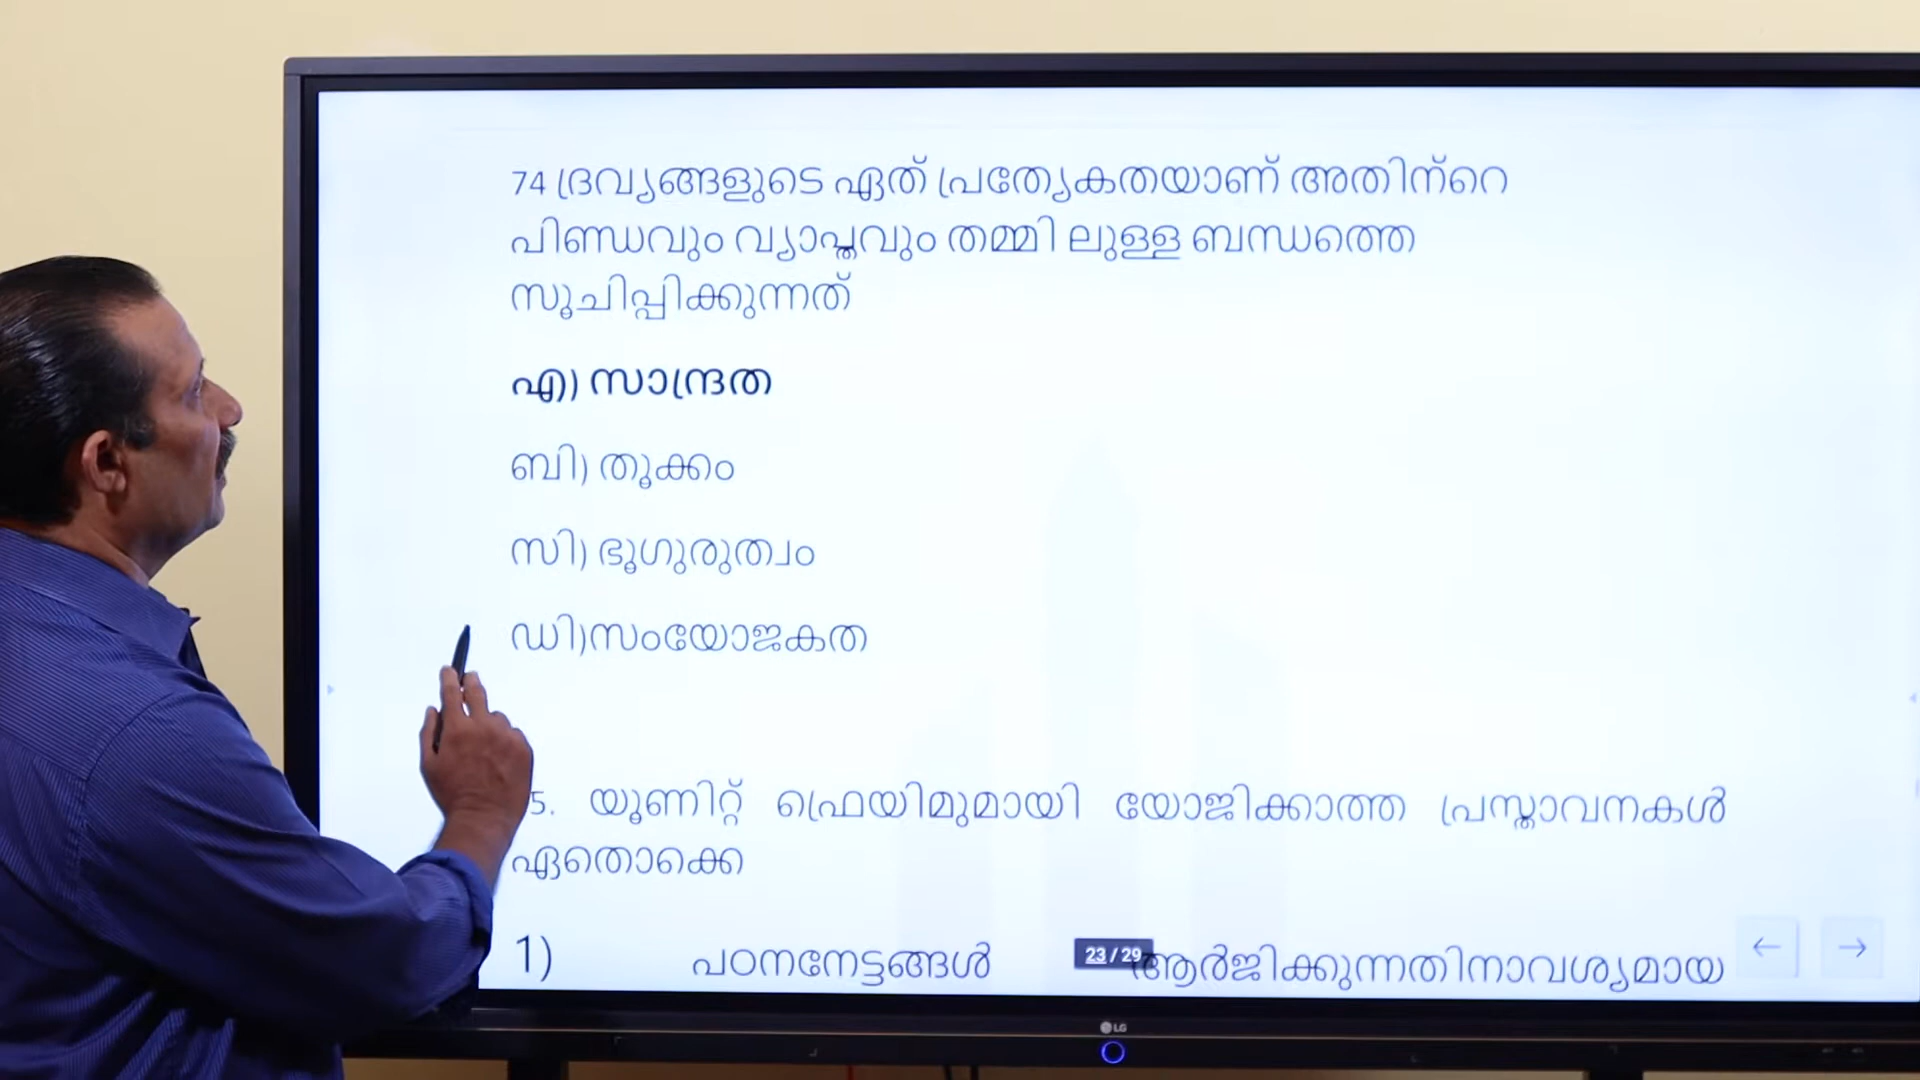 74 ദ്രവ്യങ്ങളുടെ ഏത് പ്രത്യേകതയാണ് അതിൻറെ
പിണ്ഡവും വ്യാപ്തവും തമ്മി ലുള്ള ബന്ധത്തെ
സൂചിപ്പിക്കുന്നത്
എ) സാന്ദ്രത
ബി) തൂക്കം
സി) ഭൂഗുരുത്വം
ഡി)സംയോജകത
5. യൂണിറ്റ് ഫ്രെയിമുമായി യോജിക്കാത്ത പ്രസ്താവനകൾ
ഏതൊക്കെ
1) പഠനനേട്ടങ്ങൾ ആർജിക്കുന്നതിനാവശ്യമായ
23 / 29
LG